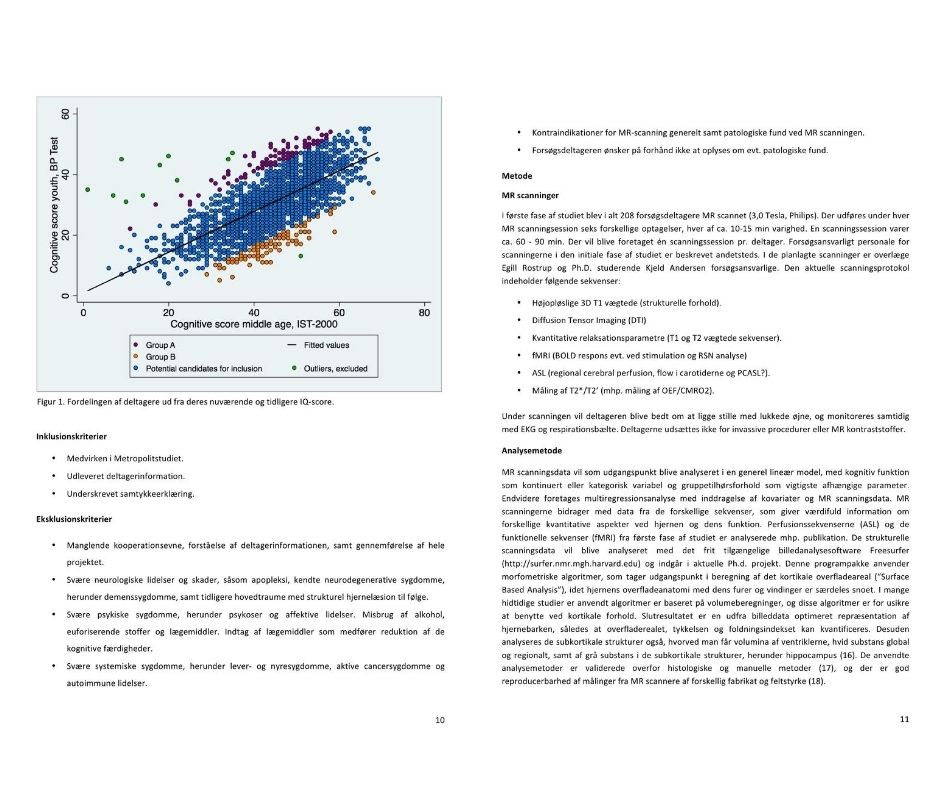 60
40
20
0
Cognitive score youth, BP Test
0
20
40
60
80
Cognitive score middle age, IST-2000
Group A
Fitted values
Group B
Potential candidates for inclusion
Outliers, excluded
Figur 1. Fordelingen af deltagere ud fra deres nuværende og tidligere IQ-score.
Inklusionskriterier
• Medvirken i Metropolitstudiet.
• Udleveret deltagerinformation.
• Underskrevet samtykkeerklæring.
Eksklusionskriterier
• Manglende kooperationsevne, forståelse af deltagerinformationen, samt gennemførelse af hele
projektet.
• Svære neurologiske lidelser og skader, såsom apopleksi, kendte neurodegenerative sygdomme,
herunder demenssygdomme, samt tidligere hovedtraume med strukturel hjernelæsion til følge.
• Svære psykiske sygdomme, herunder psykoser og affektive lidelser. Misbrug af alkohol,
euforiserende stoffer og lægemidler. Indtag af lægemidler som medfører reduktion af de
kognitive færdigheder.
• Svære systemiske sygdomme, herunder lever- og nyresygdomme, aktive cancersygdomme og
autoimmune lidelser.
10
• Kontraindikationer for MR-scanning generelt samt patologiske fund ved MR scanningen.
• Forsøgsdeltageren ønsker på forhånd ikke at oplyses om evt. patologiske fund.
Metode
MR scanninger
I første fase af studiet blev i alt 208 forsøgsdeltagere MR scannet (3,0 Tesla, Philips). Der udføres under hver
MR scanningsession seks forskellige optagelser, hver af ca. 10-15 min varighed. En scanningssession varer
ca. 60 - 90 min. Der vil blive foretaget én scanningssession pr. deltager. Forsøgsansvarligt personale for
scanningerne i den initiale fase af studiet er beskrevet andetsteds. I de planlagte scanninger er overlæge
Egill Rostrup og Ph.D. studerende Kjeld Andersen forsøgsansvarlige. Den aktuelle scanningsprotokol
indeholder følgende sekvenser:
• Højopløslige 3D T1 vægtede (strukturelle forhold).
• Diffusion Tensor Imaging (DTI)
• Kvantitative relaksationsparametre (T1 og T2 vægtede sekvenser).
• fMRI (BOLD respons evt. ved stimulation og RSN analyse)
• ASL (regional cerebral perfusion, flow i carotiderne og PCASL?).
• Måling af T2*/T2' (mhp. måling af OEF/CMRO2).
Under scanningen vil deltageren blive bedt om at ligge stille med lukkede øjne, og monitoreres samtidig
med EKG og respirationsbælte. Deltagerne udsættes ikke for invassive procedurer eller MR kontraststoffer.
Analysemetode
MR scanningsdata vil som udgangspunkt blive analyseret i en generel lineær model, med kognitiv funktion
som kontinuert eller kategorisk variabel og gruppetilhørsforhold som vigtigste afhængige parameter.
Endvidere foretages multiregressionsanalyse med inddragelse af kovariater og MR scanningsdata. MR
scanningerne bidrager med data fra de forskellige sekvenser, som giver værdifuld information om
forskellige kvantitative aspekter ved hjernen og dens funktion. Perfusionssekvenserne (ASL) og de
funktionelle sekvenser (fMRI) fra første fase af studiet er analyserede mhp. publikation. De strukturelle
scanningsdata vil blive analyseret med det frit tilgængelige billedanalysesoftware Freesurfer
(http://surfer.nmr.mgh.harvard.edu) og indgår i aktuelle Ph.d. projekt. Denne programpakke anvender
morfometriske algoritmer, som tager udgangspunkt i beregning af det kortikale overfladeareal ("Surface
Based Analysis"), idet hjernens overfladeanatomi med dens furer og vindinger er særdeles snoet. I mange
hidtidige studier er anvendt algoritmer er baseret på volumeberegninger, og disse algoritmer er for usikre
at benytte ved kortikale forhold. Slutresultatet er en udfra billeddata optimeret repræsentation af
hjernebarken, således at overfladerealet, tykkelsen og foldningsindekset kan kvantificeres. Desuden
analyseres de subkortikale strukturer også, hvorved man får volumina af ventriklerne, hvid substans global
og regionalt, samt af grå substans i de subkortikale strukturer, herunder hippocampus (16). De anvendte
analysemetoder er validerede overfor histologiske og manuelle metoder (17), og der er god
reproducerbarhed af målinger fra MR scannere af forskellig fabrikat og feltstyrke (18).
11